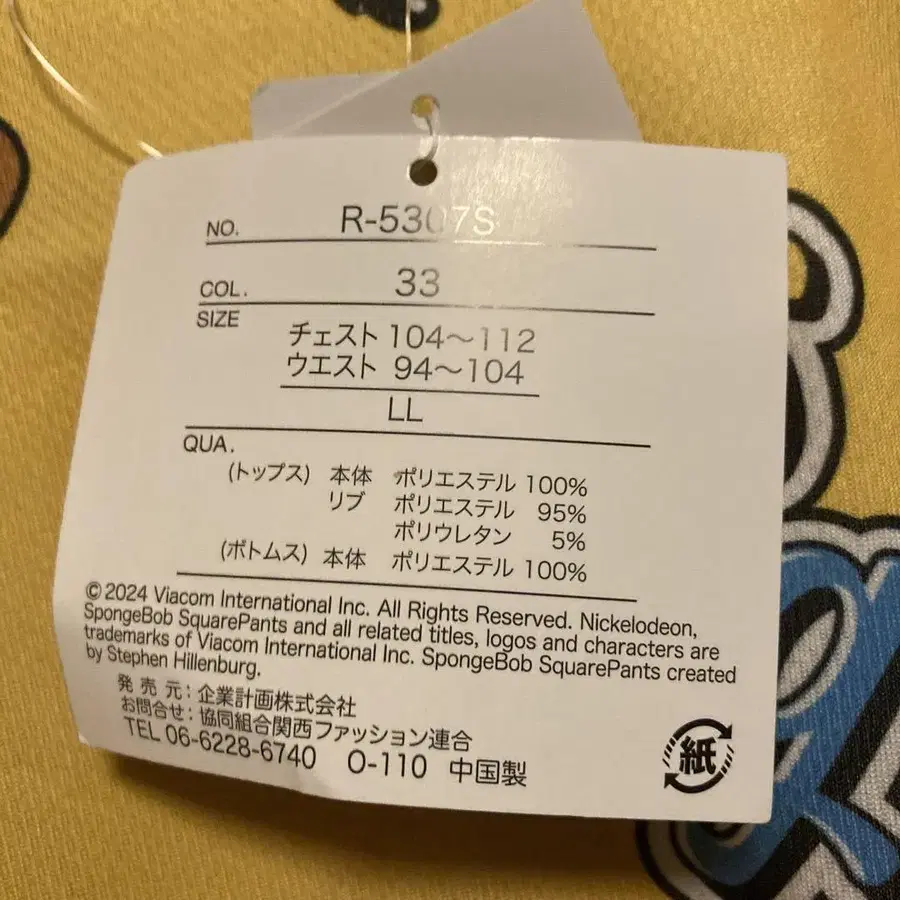 NO. R-5307S
COL. 33
SIZE
チェスト 104～112
ウエスト 94～104
LL
QUA.
(トップス) 本体 ポリエステル 100%
リブ ポリエステル 95%
ポリウレタン 5%
(ボトムス) 本体 ポリエステル 100%
© 2024 Viacom International Inc. All Rights Reserved. Nickelodeon,
SpongeBob SquarePants and all related titles, logos and characters are
trademarks of Viacom International Inc. SpongeBob SquarePants created
by Stephen Hillenburg.
発売元：企業計画株式会社
お問合せ：協同組合関西ファッション連合
TEL 06-6228-6740 O-110 中国製
紙